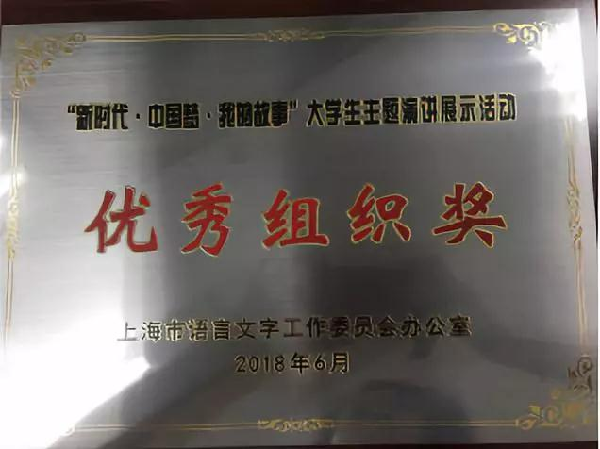 “新时代·中国梦·我的故事”大学生主题演讲展示活动
优秀组织奖
上海市语言文字工作委员会办公室
2018年6月